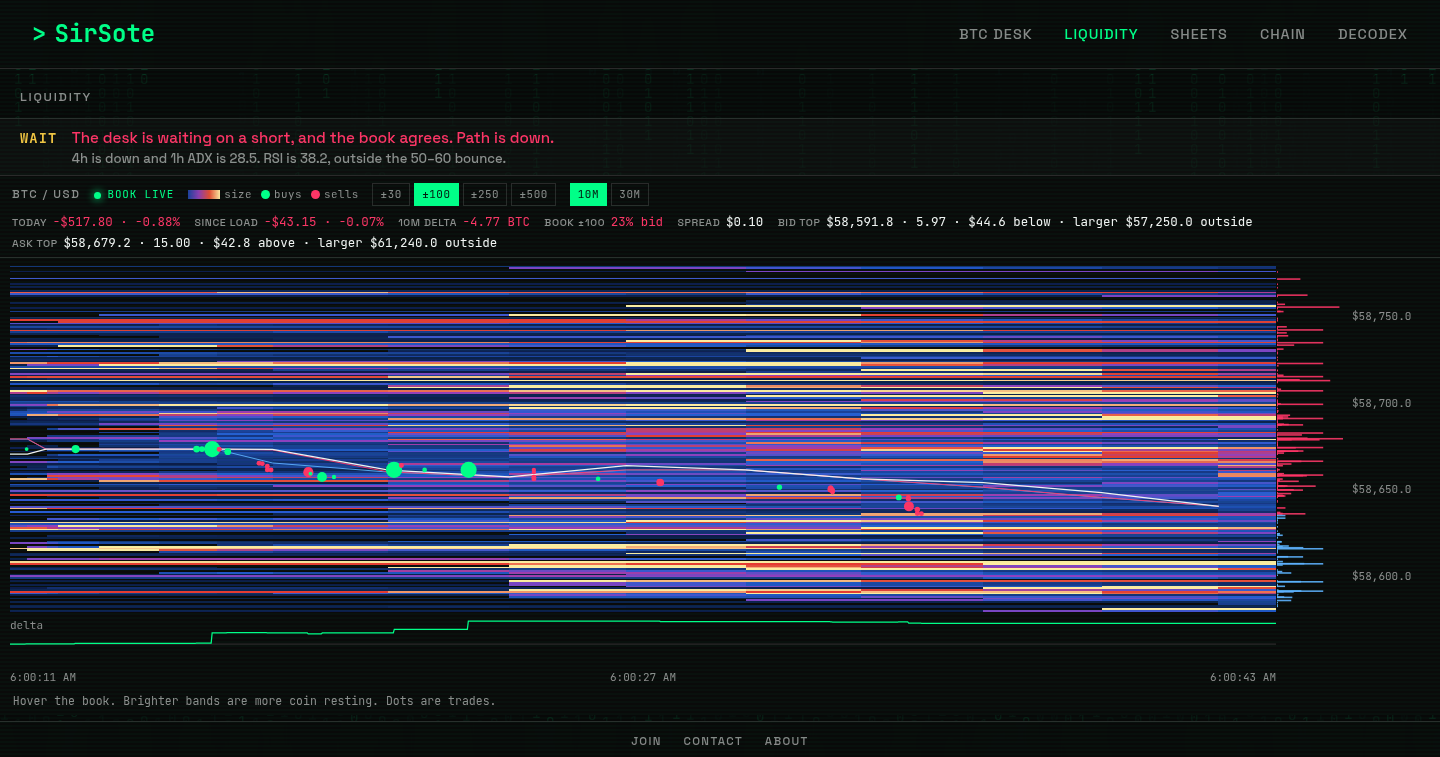 > SirSote
BTC DESK LIQUIDITY SHEETS CHAIN DECODEX
LIQUIDITY
WAIT The desk is waiting on a short, and the book agrees. Path is down.
4h is down and 1h ADX is 28.5. RSI is 38.2, outside the 50–60 bounce.
BTC / USD BOOK LIVE size buys sells ±30 ±100 ±250 ±500 10M 30M
TODAY -$517.80 · -0.88% SINCE LOAD -$43.15 · -0.07% 10M DELTA -4.77 BTC BOOK ±100 23% bid SPREAD $0.10 BID TOP $58,591.8 · 5.97 · $44.6 below · larger $57,250.0 outside
ASK TOP $58,679.2 · 15.00 · $42.8 above · larger $61,240.0 outside
$58,750.0
$58,700.0
$58,650.0
$58,600.0
delta
6:00:11 AM 6:00:27 AM 6:00:43 AM
Hover the book. Brighter bands are more coin resting. Dots are trades.
JOIN CONTACT ABOUT